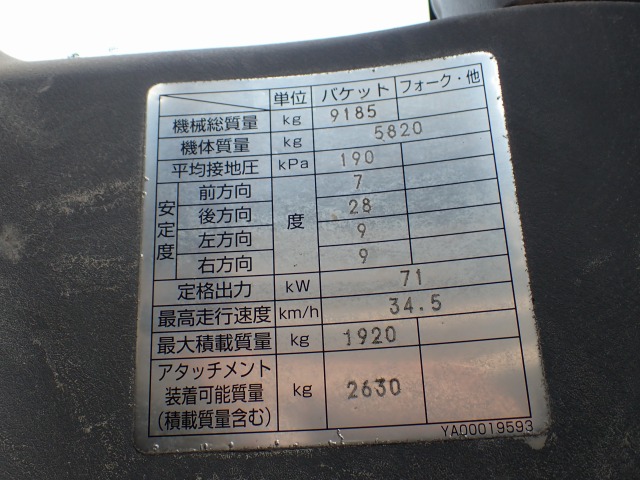 単位 バケット フォーク・他
機械総質量 kg 9185
機体質量 kg 5820
平均接地圧 kPa 190
安定度 前方向 度 7
後方向 28
左方向 9
右方向 9
定格出力 kW 71
最高走行速度 km/h 34.5
最大積載質量 kg 1920
アタッチメント
装着可能質量 kg 2630
(積載質量含む)
YA00019593